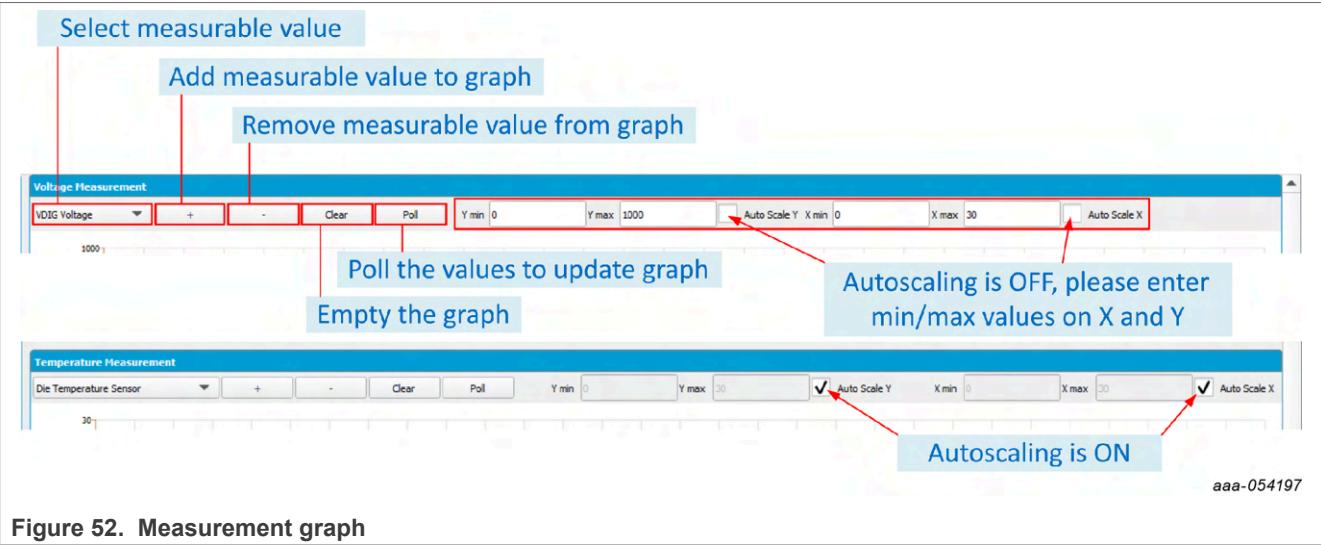 Select measurable value
Add measurable value to graph
Remove measurable value from graph
Voltage Measurement
VDIG Voltage + - Clear Poll Y min 0 Y max 1000 Auto Scale Y X min 0 X max 30 Auto Scale X
1000
Poll the values to update graph
Empty the graph
Autoscaling is OFF, please enter
min/max values on X and Y
Temperature Measurement
Die Temperature Sensor + - Clear Poll Y min 0 Y max 30 Auto Scale Y X min 0 X max 30 Auto Scale X
30
Autoscaling is ON
aaa-054197
Figure 52. Measurement graph